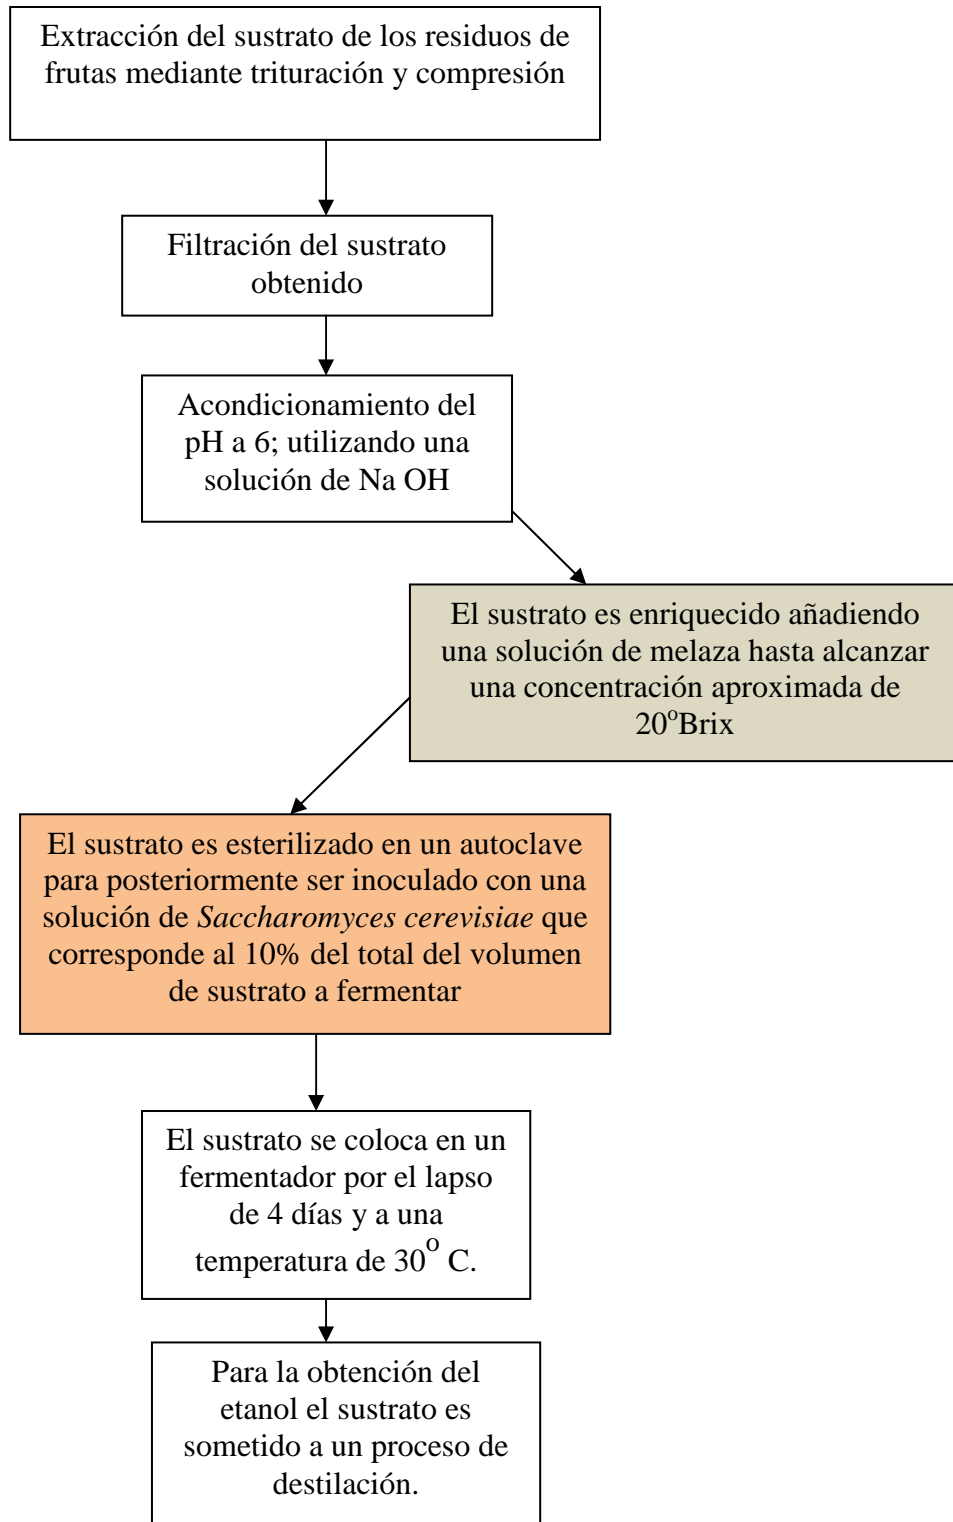 Extracción del sustrato de los residuos de
frutas mediante trituración y compresión
Filtración del sustrato
obtenido
Acondicionamiento del
pH a 6; utilizando una
solución de Na OH
El sustrato es enriquecido añadiendo
una solución de melaza hasta alcanzar
una concentración aproximada de
20°Brix
El sustrato es esterilizado en un autoclave
para posteriormente ser inoculado con una
solución de Saccharomyces cerevisiae que
corresponde al 10% del total del volumen
de sustrato a fermentar
El sustrato se coloca en un
fermentador por el lapso
de 4 días y a una
temperatura de 30° C.
Para la obtención del
etanol el sustrato es
sometido a un proceso de
destilación.